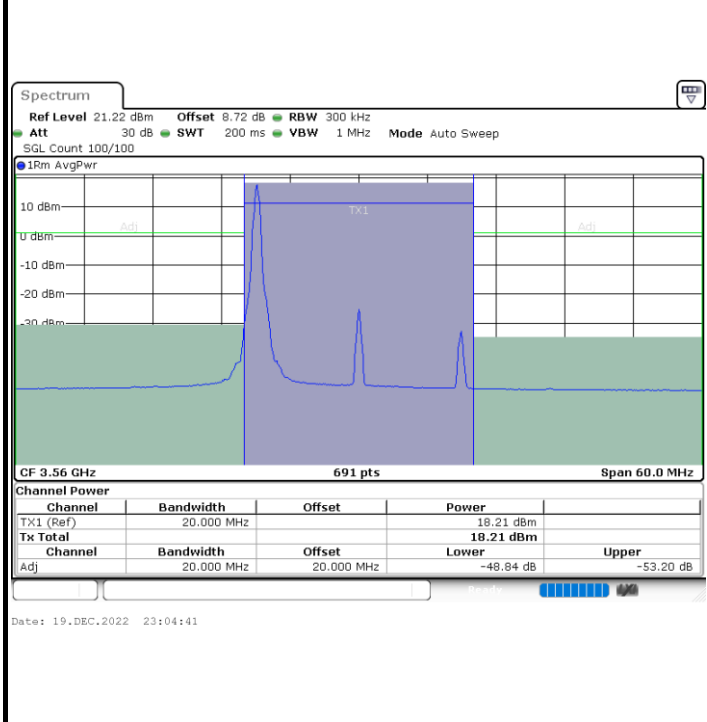 Spectrum
Ref Level 21.22 dBm Offset 8.72 dB RBW 300 kHz
Att 30 dB SWT 200 ms VBW 1 MHz Mode Auto Sweep
SGL Count 100/100
1Rm AvgPwr
10 dBm
TX1
Adj Adj
0 dBm
-10 dBm
-20 dBm
-30 dBm
CF 3.56 GHz 691 pts Span 60.0 MHz
Channel Power
Channel Bandwidth Offset Power
TX1 (Ref) 20.000 MHz 18.21 dBm
Tx Total 18.21 dBm
Channel Bandwidth Offset Lower Upper
Adj 20.000 MHz 20.000 MHz -48.84 dB -53.20 dB
Ready
Date: 19.DEC.2022 23:04:41